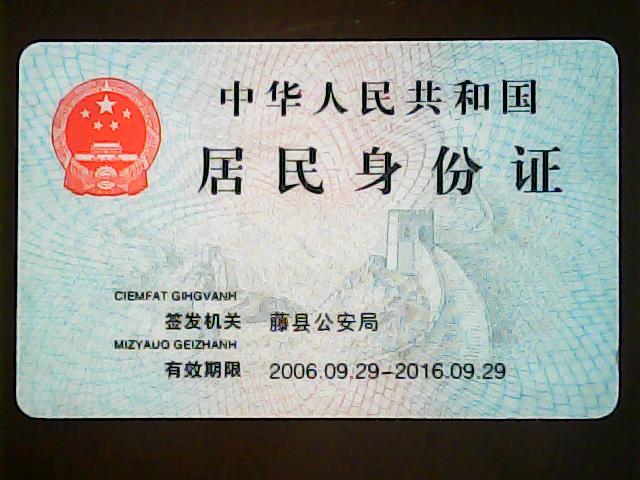 中华人民共和国
居民身份证
CIEMFAT GIHGVANH
签发机关 藤县公安局
MIZYAUQ GEIZHANH
有效期限 2006.09.29-2016.09.29